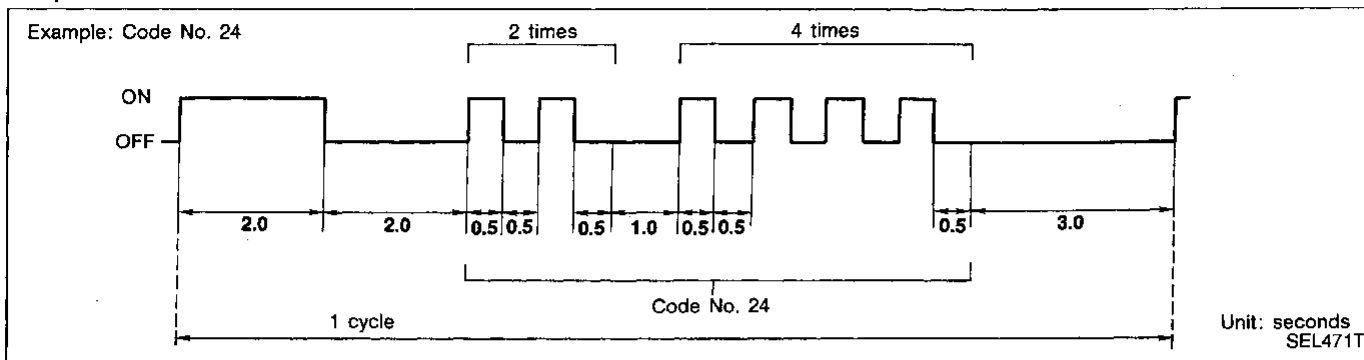 Example: Code No. 24
2 times
4 times
ON
OFF
2.0 2.0 0.5 0.5 0.5 1.0 0.5 0.5 0.5 3.0
Code No. 24
1 cycle
Unit: seconds
SEL471T